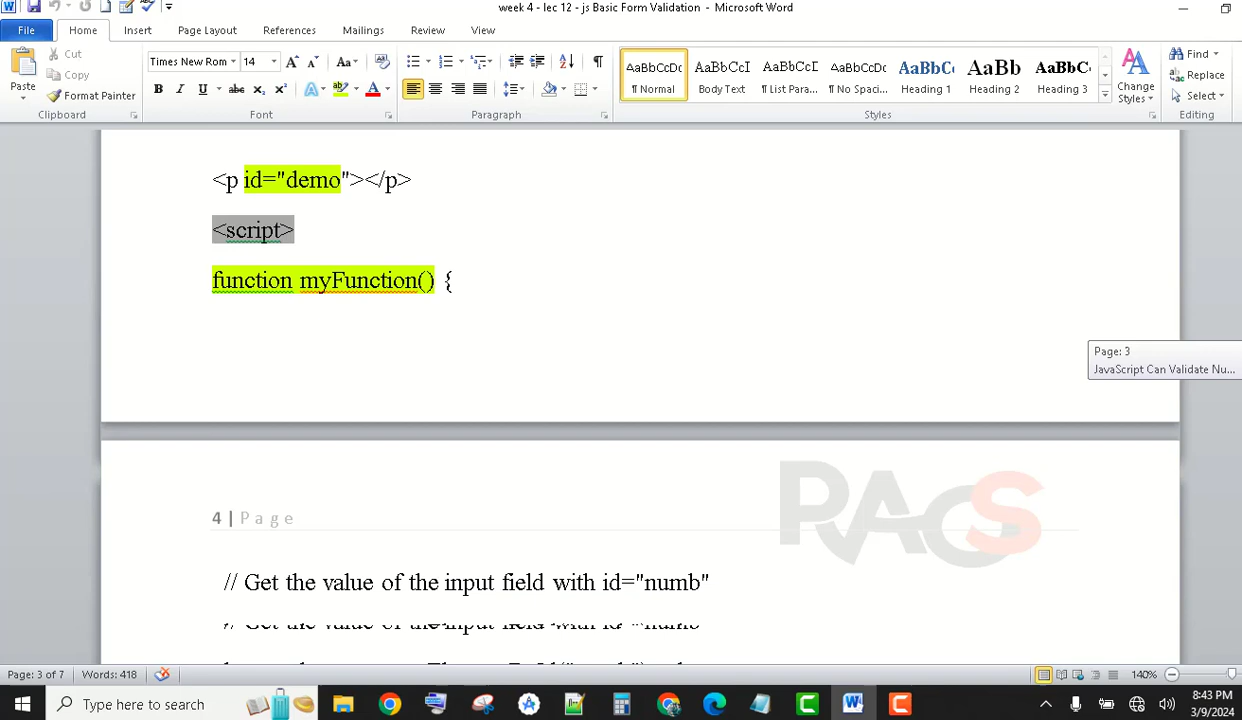 week 4 - lec 12 - js Basic Form Validation - Microsoft Word
File Home Insert Page Layout References Mailings Review View
Paste Cut Copy Format Painter
Times New Rom 14
AaBbCcDc AaBbCcI AaBbCcI AaBbCcDc AaBbC AaBb AaBbC
¶ Normal Body Text ¶ List Para... ¶ No Spaci... Heading 1 Heading 2 Heading 3
Change Styles
Find Replace Select
Clipboard Font Paragraph Styles Editing
<p id="demo"></p>
<script>
function myFunction() {
Page: 3
JavaScript Can Validate Nu...
4 | Page
RACS
// Get the value of the input field with id="numb"
Page: 3 of 7 Words: 418 140%
Type here to search
8:43 PM
3/9/2024